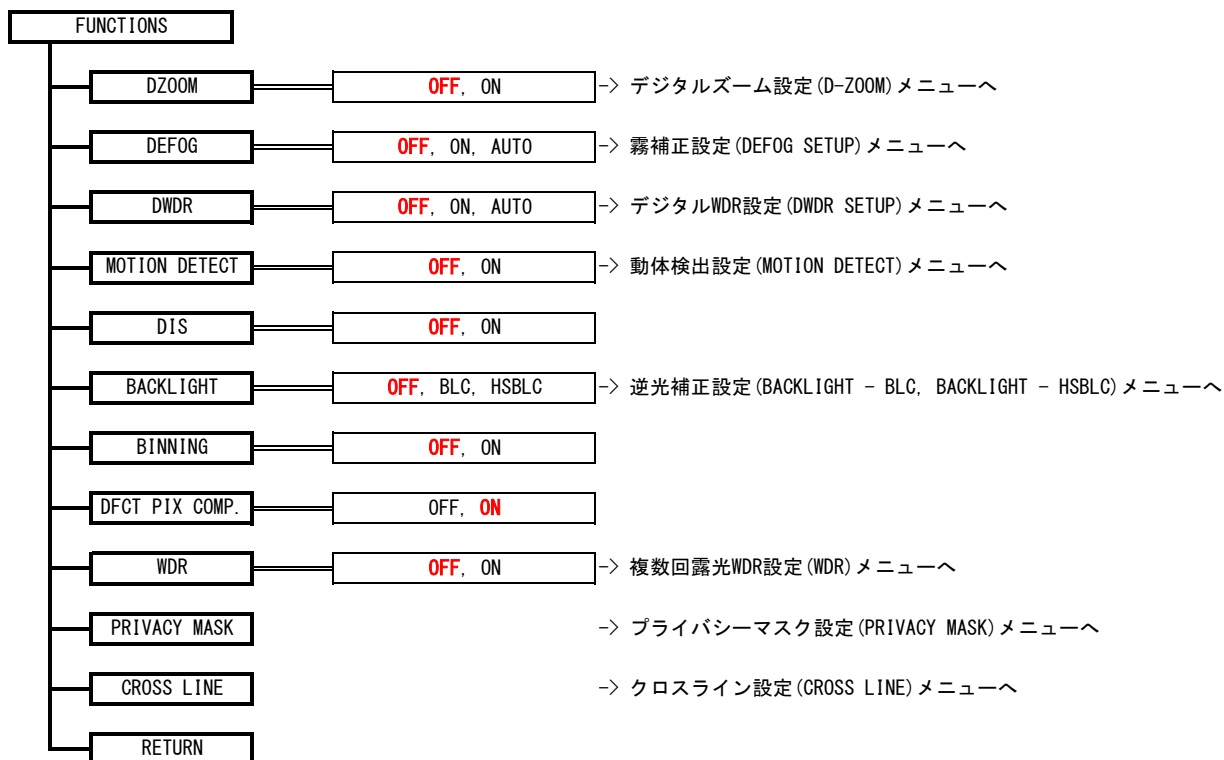 FUNCTIONS
DZOOM OFF, ON -> デジタルズーム設定(D-ZOOM)メニューへ
DEFOG OFF, ON, AUTO -> 霧補正設定(DEFOG SETUP)メニューへ
DWDR OFF, ON, AUTO -> デジタルWDR設定(DWDR SETUP)メニューへ
MOTION DETECT OFF, ON -> 動体検出設定(MOTION DETECT)メニューへ
DIS OFF, ON
BACKLIGHT OFF, BLC, HSBLC -> 逆光補正設定(BACKLIGHT - BLC, BACKLIGHT - HSBLC)メニューへ
BINNING OFF, ON
DFCT PIX COMP. OFF, ON
WDR OFF, ON -> 複数回露光WDR設定(WDR)メニューへ
PRIVACY MASK -> プライバシーマスク設定(PRIVACY MASK)メニューへ
CROSS LINE -> クロスライン設定(CROSS LINE)メニューへ
RETURN